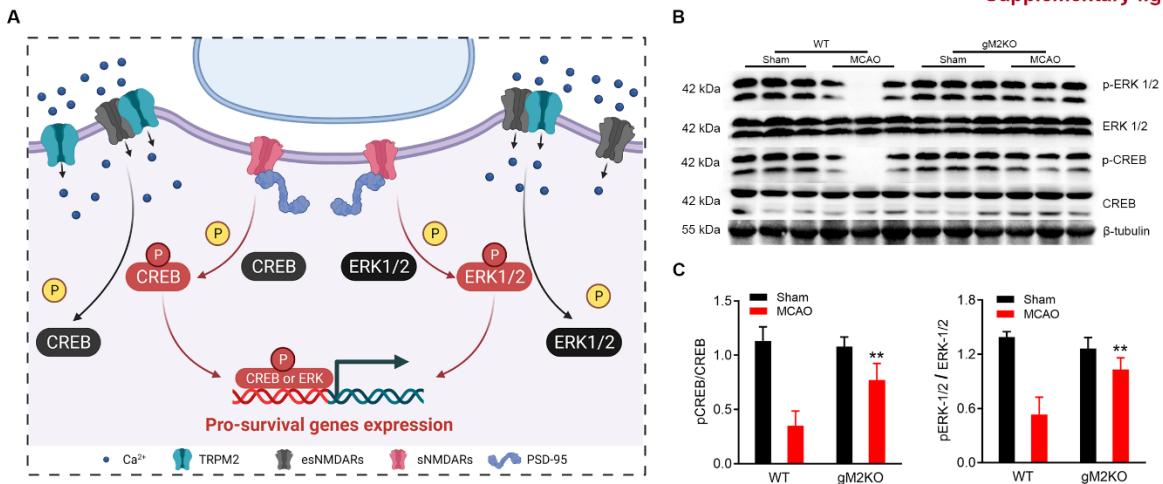 Supplementary fig
A
P
P
P
P
P
P
CREB
CREB
ERK1/2
ERK1/2
CREB
ERK1/2
P
CREB or ERK
Pro-survival genes expression
Ca²⁺
TRPM2
esNMDARs
sNMDARs
PSD-95
B
WT
gM2KO
Sham
MCAO
Sham
MCAO
42 kDa
p-ERK 1/2
42 kDa
ERK 1/2
42 kDa
p-CREB
42 kDa
CREB
55 kDa
β-tubulin
C
Sham
MCAO
pCREB/CREB
1.5
1.0
0.5
0.0
**
WT
gM2KO
Sham
MCAO
pERK-1/2 / ERK-1/2
1.8
1.2
0.6
0.0
**
WT
gM2KO